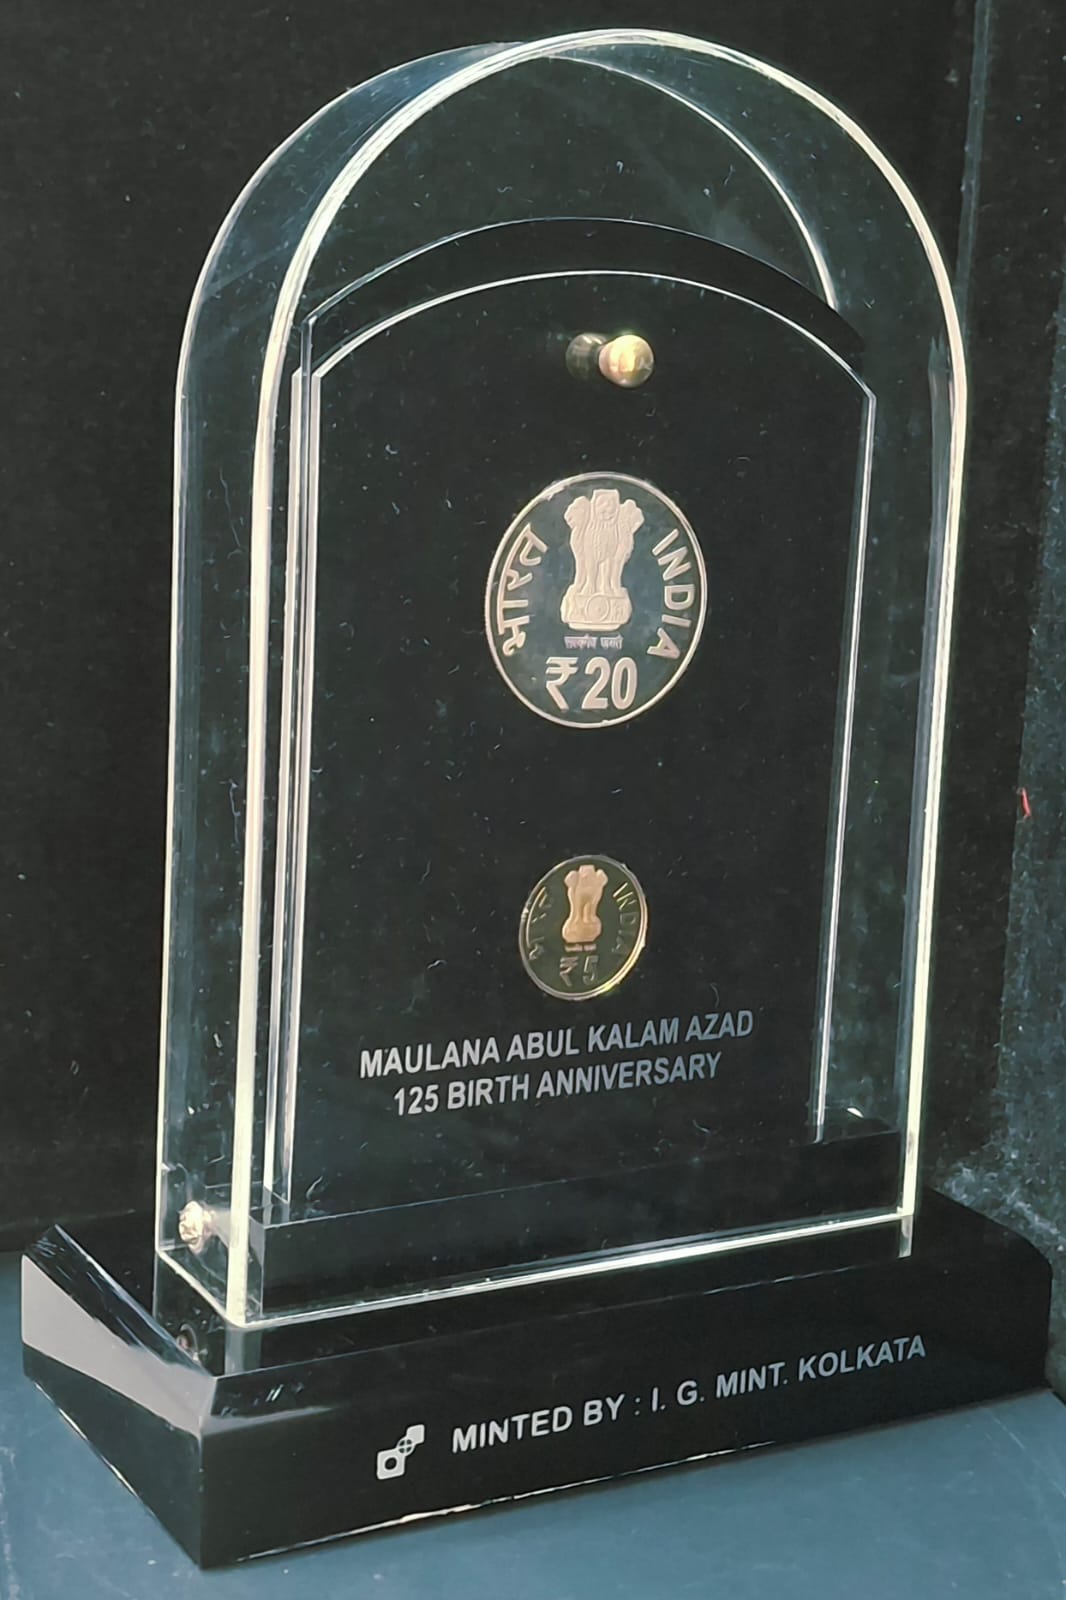 भारत
INDIA
सत्यमेव जयते
₹ 20
भारत
INDIA
₹ 5
MAULANA ABUL KALAM AZAD
125 BIRTH ANNIVERSARY
MINTED BY : I. G. MINT. KOLKATA